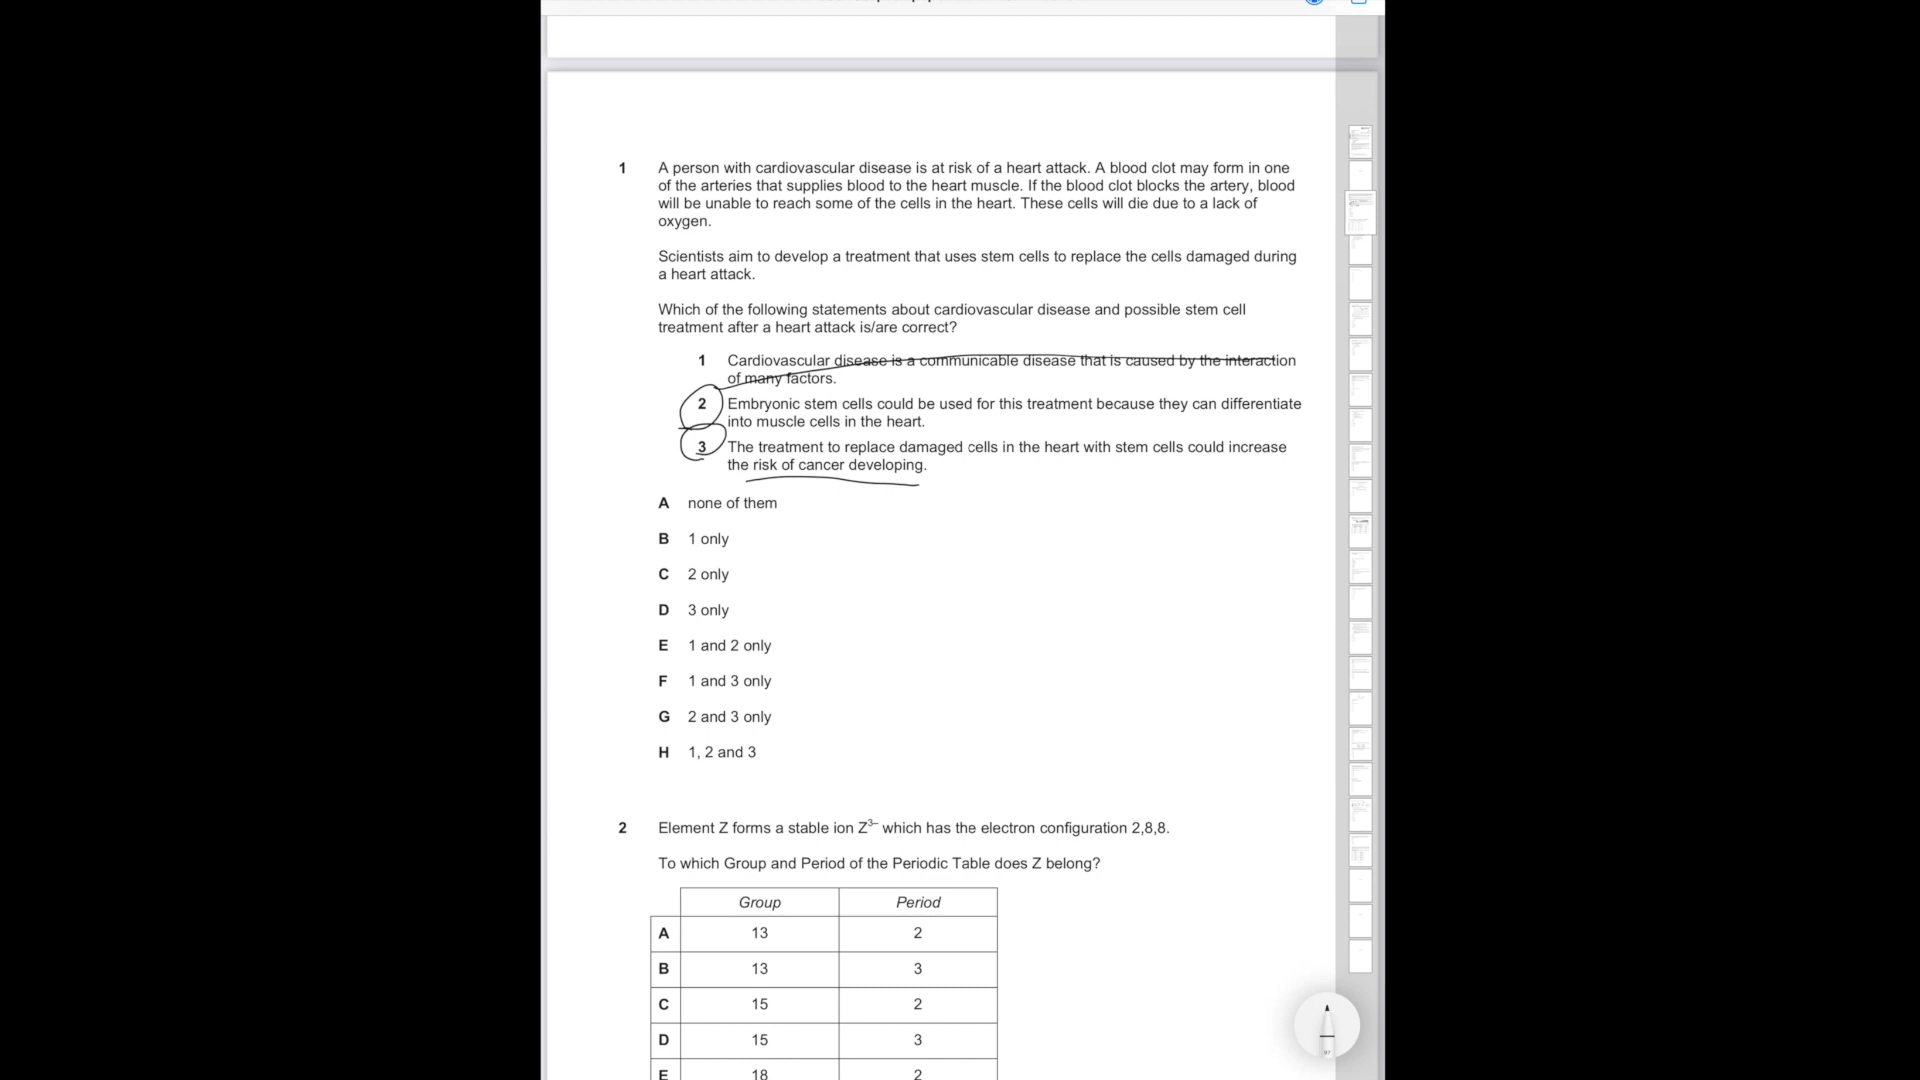 1 A person with cardiovascular disease is at risk of a heart attack. A blood clot may form in one
of the arteries that supplies blood to the heart muscle. If the blood clot blocks the artery, blood
will be unable to reach some of the cells in the heart. These cells will die due to a lack of
oxygen.
Scientists aim to develop a treatment that uses stem cells to replace the cells damaged during
a heart attack.
Which of the following statements about cardiovascular disease and possible stem cell
treatment after a heart attack is/are correct?
1 Cardiovascular disease is a communicable disease that is caused by the interaction
of many factors.
2 Embryonic stem cells could be used for this treatment because they can differentiate
into muscle cells in the heart.
3 The treatment to replace damaged cells in the heart with stem cells could increase
the risk of cancer developing.
A none of them
B 1 only
C 2 only
D 3 only
E 1 and 2 only
F 1 and 3 only
G 2 and 3 only
H 1, 2 and 3
2 Element Z forms a stable ion Z³⁻ which has the electron configuration 2,8,8.
To which Group and Period of the Periodic Table does Z belong?
Group Period
A 13 2
B 13 3
C 15 2
D 15 3
E 18 2
97